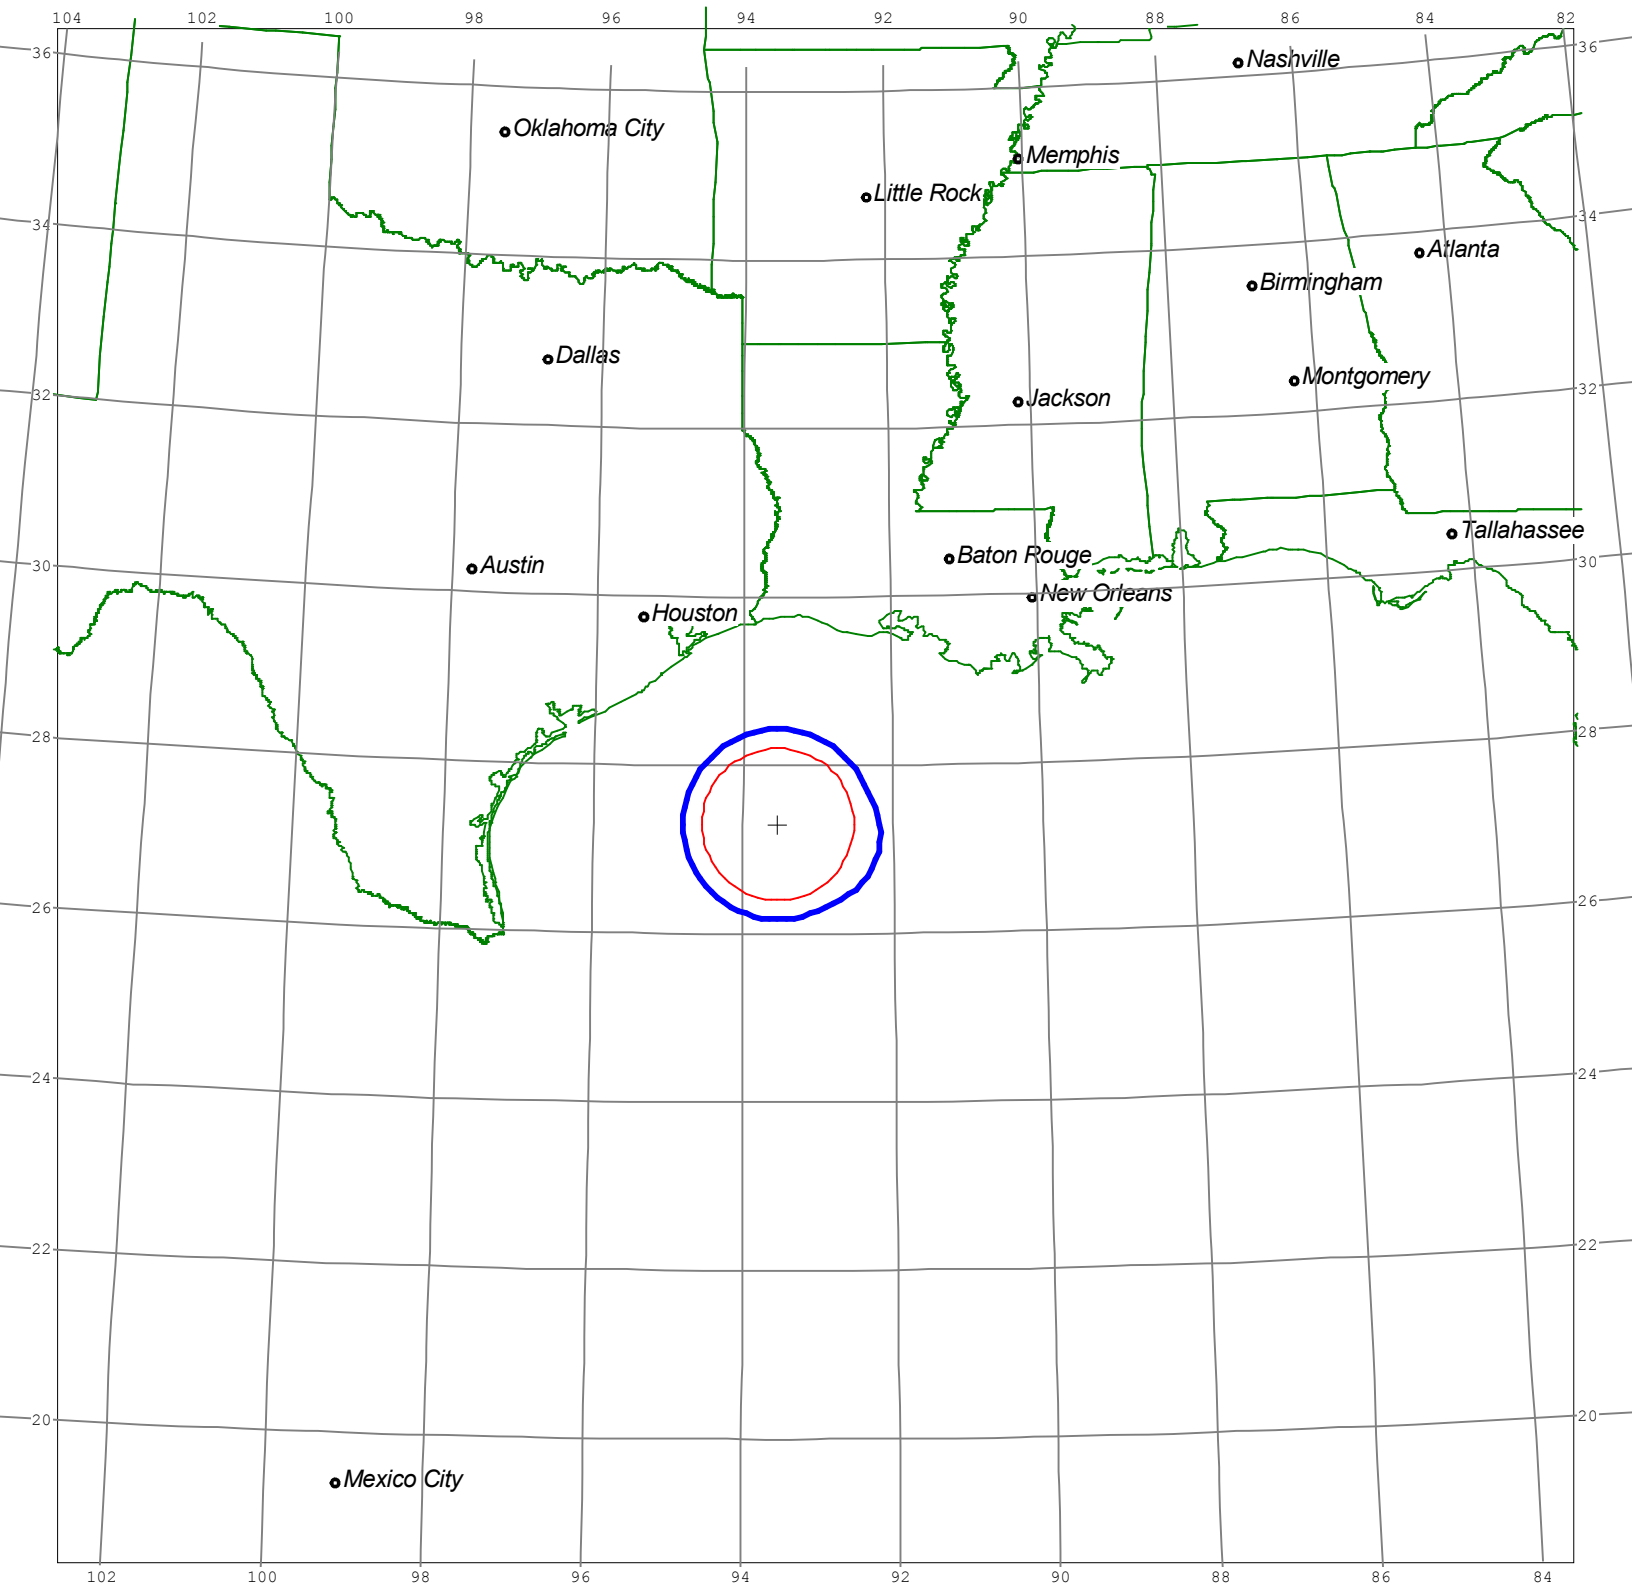 104 102 100 98 96 94 92 90 88 86 84 82
36 36
Nashville
Oklahoma City
Memphis
Little Rock
34 34
Atlanta
Birmingham
Dallas
Montgomery
32 32
Jackson
Tallahassee
Baton Rouge
30 Austin 30
New Orleans
Houston
28 28
26 26
24 24
22 22
20 20
Mexico City
102 100 98 96 94 92 90 88 86 84